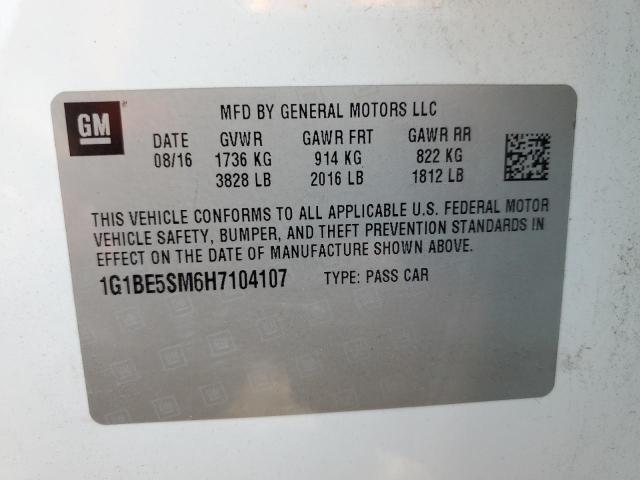 GM
MFD BY GENERAL MOTORS LLC
DATE GVWR GAWR FRT GAWR RR
08/16 1736 KG 914 KG 822 KG
3828 LB 2016 LB 1812 LB
THIS VEHICLE CONFORMS TO ALL APPLICABLE U.S. FEDERAL MOTOR
VEHICLE SAFETY, BUMPER, AND THEFT PREVENTION STANDARDS IN
EFFECT ON THE DATE OF MANUFACTURE SHOWN ABOVE.
1G1BE5SM6H7104107 TYPE: PASS CAR